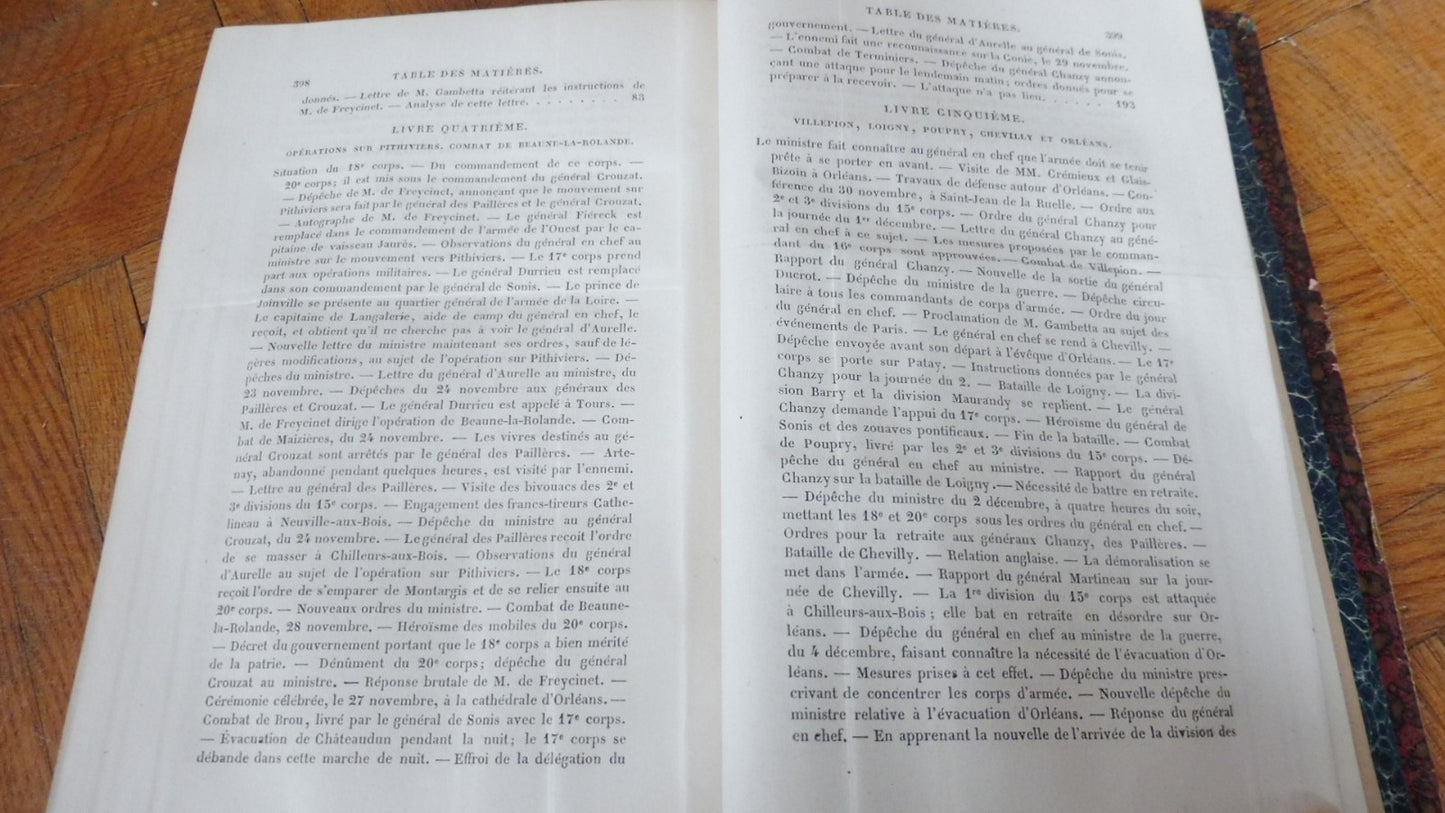 398
TABLE DES MATIÈRES.
donnés. — Lettre de M. Gambetta réitérant les instructions de
M. de Freycinet. — Analyse de cette lettre. . . . . . . . . 83
LIVRE QUATRIÈME.
OPÉRATIONS SUR PITHIVIERS. COMBAT DE BEAUNE-LA-ROLANDE.
Situation du 18e corps. — Du commandement de ce corps. —
20e corps; il est mis sous le commandement du général Crouzat.
— Dépêche de M. de Freycinet, annonçant que le mouvement sur
Pithiviers sera fait par le général des Paillères et le général Crouzat.
— Autographe de M. de Freycinet. — Le général Fiéreck est
remplacé dans le commandement de l'armée de l'Ouest par le ca-
pitaine de vaisseau Jaurès. — Observations du général en chef au
ministre sur le mouvement vers Pithiviers. — Le 17e corps prend
part aux opérations militaires. — Le général Durrieu est remplacé
dans son commandement par le général de Sonis. — Le prince de
Joinville se présente au quartier général de l'armée de la Loire. —
Le capitaine de Langalerie, aide de camp du général en chef, le
reçoit, et obtient qu'il ne cherche pas à voir le général d'Aurelle.
— Nouvelle lettre du ministre maintenant ses ordres, sauf de lé-
gères modifications, au sujet de l'opération sur Pithiviers. — Dé-
pêches du ministre. — Lettre du général d'Aurelle au ministre, du
23 novembre. — Dépêches du 24 novembre aux généraux des
Paillères et Crouzat. — Le général Durrieu est appelé à Tours. —
M. de Freycinet dirige l'opération de Beaune-la-Rolande. — Com-
bat de Maizières, du 24 novembre. — Les vivres destinés au gé-
néral Crouzat sont arrêtés par le général des Paillères. — Arte-
nay, abandonné pendant quelques heures, est visité par l'ennemi.
— Lettre au général des Paillères. — Visite des bivouacs des 2e et
3e divisions du 15e corps. — Engagement des francs-tireurs Cathe-
lineau à Neuville-aux-Bois. — Dépêche du ministre au général
Crouzat, du 24 novembre. — Le général des Paillères reçoit l'ordre
de se masser à Chilleurs-aux-Bois. — Observations du général
d'Aurelle au sujet de l'opération sur Pithiviers. — Le 18e corps
reçoit l'ordre de s'emparer de Montargis et de se relier ensuite au
20e corps. — Nouveaux ordres du ministre. — Combat de Beaune-
la-Rolande, 28 novembre. — Héroïsme des mobiles du 20e corps.
— Décret du gouvernement portant que le 18e corps a bien mérité
de la patrie. — Dénûment du 20e corps; dépêche du général
Crouzat au ministre. — Réponse brutale de M. de Freycinet. —
Cérémonie célébrée, le 27 novembre, à la cathédrale d'Orléans. —
Combat de Brou, livré par le général de Sonis avec le 17e corps.
— Évacuation de Châteaudun pendant la nuit; le 17e corps se
débande dans cette marche de nuit. — Effroi de la délégation du
TABLE DES MATIÈRES.
399
gouvernement. — Lettre du général d'Aurelle au général de Sonis.
— L'ennemi fait une reconnaissance sur la Conie, le 29 novembre.
— Combat de Terminiers. — Dépêche du général Chanzy annon-
çant une attaque pour le lendemain matin; ordres donnés pour se
préparer à la recevoir. — L'attaque n'a pas lieu. . . . . . 193
LIVRE CINQUIÈME.
VILLEPION, LOIGNY, POUPRY, CHEVILLY ET ORLÉANS.
Le ministre fait connaître au général en chef que l'armée doit se tenir
prête à se porter en avant. — Visite de MM. Crémieux et Glais-
Bizoin à Orléans. — Travaux de défense autour d'Orléans. — Con-
férence du 30 novembre, à Saint-Jean de la Ruelle. — Ordre aux
2e et 3e divisions du 15e corps. — Ordre du général Chanzy pour
la journée du 1er décembre. — Lettre du général Chanzy au géné-
ral en chef à ce sujet. — Les mesures proposées par le comman-
dant du 16e corps sont approuvées. — Combat de Villepion. —
Rapport du général Chanzy. — Nouvelle de la sortie du général
Ducrot. — Dépêche du ministre de la guerre. — Dépêche circu-
laire à tous les commandants de corps d'armée. — Ordre du jour
du général en chef. — Proclamation de M. Gambetta au sujet des
événements de Paris. — Le général en chef se rend à Chevilly. —
Dépêche envoyée avant son départ à l'évêque d'Orléans. — Le 17e
corps se porte sur Patay. — Instructions données par le général
Chanzy pour la journée du 2. — Bataille de Loigny. — La divi-
sion Barry et la division Maurandy se replient. — Le général
Chanzy demande l'appui du 17e corps. — Héroïsme du général de
Sonis et des zouaves pontificaux. — Fin de la bataille. — Combat
de Poupry, livré par les 2e et 3e divisions du 15e corps. — Dé-
pêche du général en chef au ministre. — Rapport du général
Chanzy sur la bataille de Loigny. — Nécessité de battre en retraite.
— Dépêche du ministre du 2 décembre, à quatre heures du soir,
mettant les 18e et 20e corps sous les ordres du général en chef. —
Ordres pour la retraite aux généraux Chanzy, des Paillères. —
Bataille de Chevilly. — Relation anglaise. — La démoralisation se
met dans l'armée. — Rapport du général Martineau sur la jour-
née de Chevilly. — La 1re division du 15e corps est attaquée
à Chilleurs-aux-Bois; elle bat en retraite en désordre sur Or-
léans. — Dépêche du général en chef au ministre de la guerre,
du 4 décembre, faisant connaître la nécessité de l'évacuation d'Or-
léans. — Mesures prises à cet effet. — Dépêche du ministre pres-
crivant de concentrer les corps d'armée. — Nouvelle dépêche du
ministre relative à l'évacuation d'Orléans. — Réponse du général
en chef. — En apprenant la nouvelle de l'arrivée de la division des